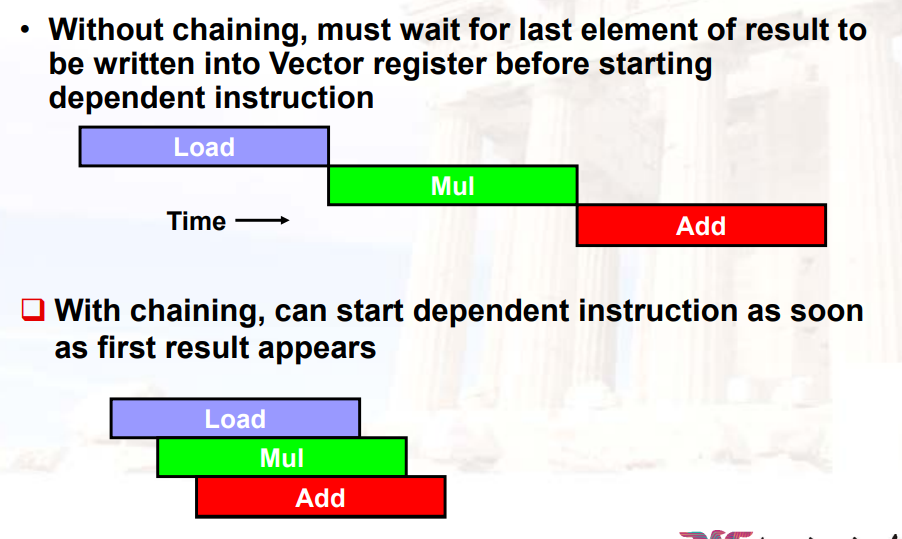 • Without chaining, must wait for last element of result to
be written into Vector register before starting
dependent instruction
Load
Mul
Time
Add
With chaining, can start dependent instruction as soon
as first result appears
Load
Mul
Add